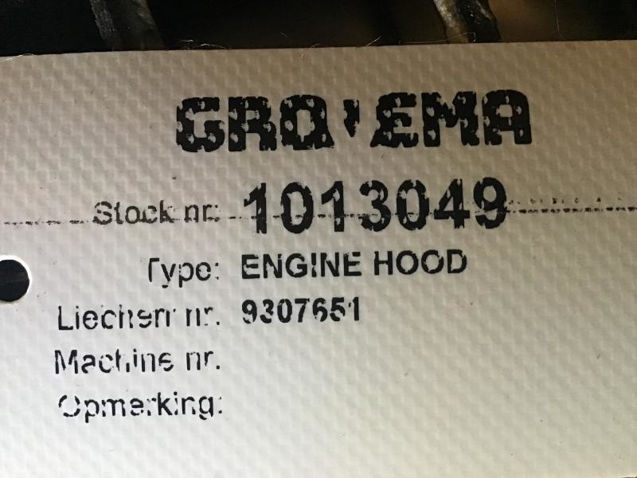 Stock nr: 1013049
Type: ENGINE HOOD
Liebherr nr. 9307651
Machine nr.
Opmerking: